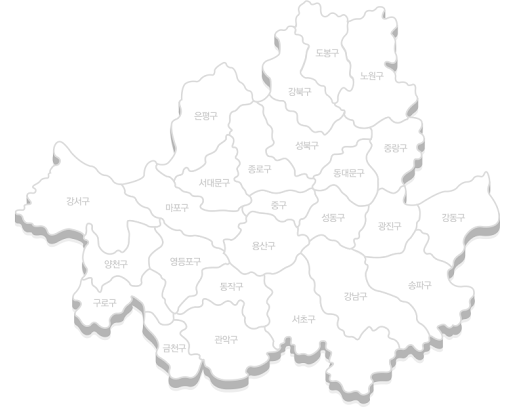 도봉구
노원구
강북구
은평구
성북구
중랑구
종로구
동대문구
서대문구
강서구
중구
마포구
성동구
강동구
광진구
용산구
영등포구
양천구
동작구
송파구
강남구
구로구
서초구
관악구
금천구